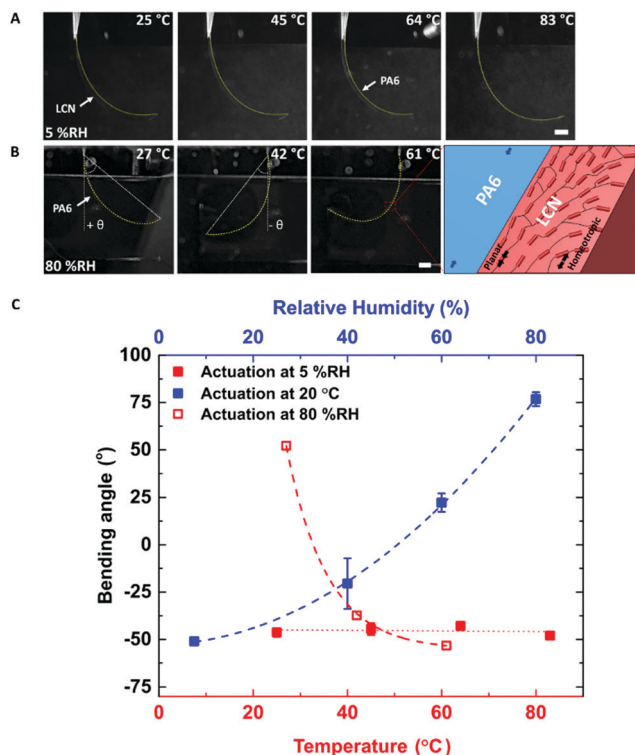 A
25 °C
45 °C
64 °C
83 °C
LCN
PA6
5 %RH
B
27 °C
42 °C
61 °C
PA6
+ θ
- θ
80 %RH
PA6
LCN
Planar
Homeotropic
C
Relative Humidity (%)
0 20 40 60 80
100
75
50
25
0
-25
-50
-75
Actuation at 5 %RH
Actuation at 20 °C
Actuation at 80 %RH
Bending angle (°)
0 20 40 60 80
Temperature (°C)